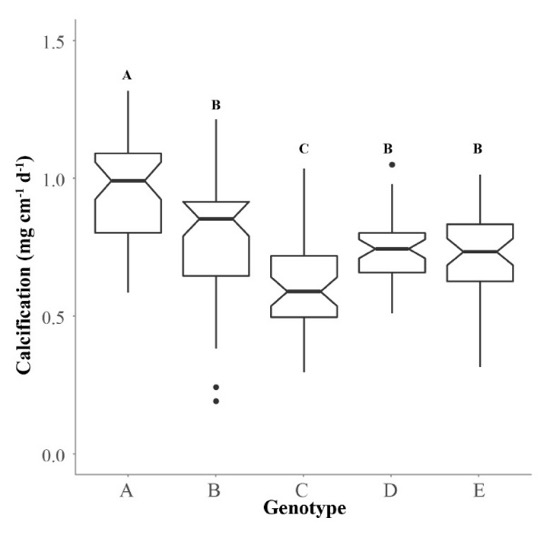 A
B
C
B
B
1.5
1.0
0.5
0.0
Calcification (mg cm-1 d-1)
A B C D E
Genotype